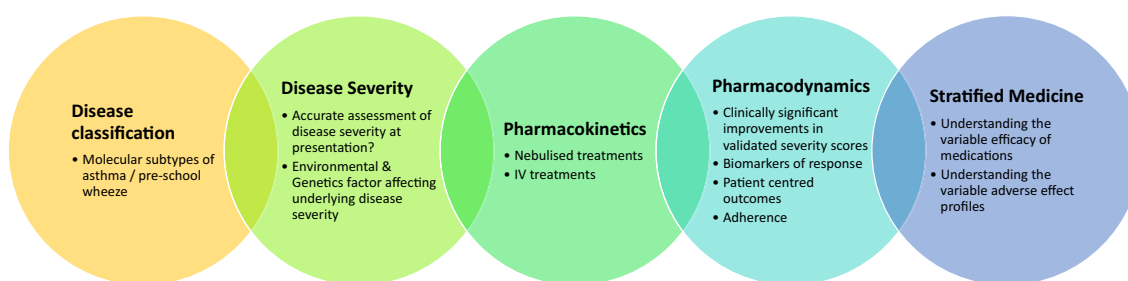 Disease
classification
• Molecular subtypes of
asthma / pre-school
wheeze
Disease Severity
• Accurate assessment of
disease severity at
presentation?
• Environmental &
Genetics factor affecting
underlying disease
severity
Pharmacokinetics
• Nebulised treatments
• IV treatments
Pharmacodynamics
• Clinically significant
improvements in
validated severity scores
• Biomarkers of response
• Patient centred
outcomes
• Adherence
Stratified Medicine
• Understanding the
variable efficacy of
medications
• Understanding the
variable adverse effect
profiles